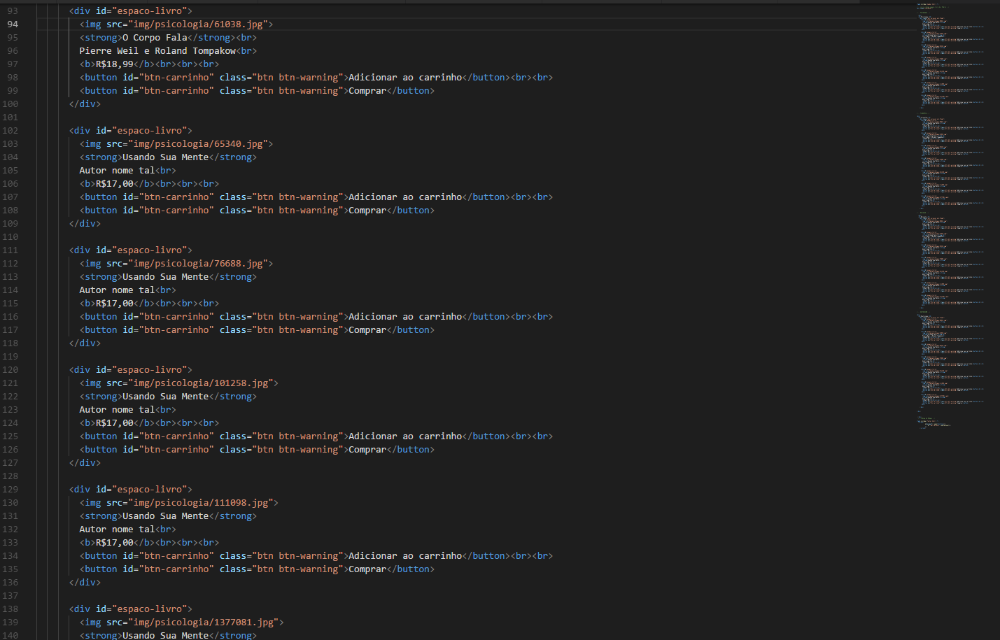 93 <div id="espaco-livro">
94 <img src="img/psicologia/61038.jpg">
95 <strong>O Corpo Fala</strong><br>
96 Pierre Weil e Roland Tompakow<br>
97 <b>R$18,99</b><br><br><br>
98 <button id="btn-carrinho" class="btn btn-warning">Adicionar ao carrinho</button><br><br>
99 <button id="btn-carrinho" class="btn btn-warning">Comprar</button>
100 </div>
101
102 <div id="espaco-livro">
103 <img src="img/psicologia/65340.jpg">
104 <strong>Usando Sua Mente</strong>
105 Autor nome tal<br>
106 <b>R$17,00</b><br><br><br>
107 <button id="btn-carrinho" class="btn btn-warning">Adicionar ao carrinho</button><br><br>
108 <button id="btn-carrinho" class="btn btn-warning">Comprar</button>
109 </div>
110
111 <div id="espaco-livro">
112 <img src="img/psicologia/76688.jpg">
113 <strong>Usando Sua Mente</strong>
114 Autor nome tal<br>
115 <b>R$17,00</b><br><br><br>
116 <button id="btn-carrinho" class="btn btn-warning">Adicionar ao carrinho</button><br><br>
117 <button id="btn-carrinho" class="btn btn-warning">Comprar</button>
118 </div>
119
120 <div id="espaco-livro">
121 <img src="img/psicologia/101258.jpg">
122 <strong>Usando Sua Mente</strong>
123 Autor nome tal<br>
124 <b>R$17,00</b><br><br><br>
125 <button id="btn-carrinho" class="btn btn-warning">Adicionar ao carrinho</button><br><br>
126 <button id="btn-carrinho" class="btn btn-warning">Comprar</button>
127 </div>
128
129 <div id="espaco-livro">
130 <img src="img/psicologia/111098.jpg">
131 <strong>Usando Sua Mente</strong>
132 Autor nome tal<br>
133 <b>R$17,00</b><br><br><br>
134 <button id="btn-carrinho" class="btn btn-warning">Adicionar ao carrinho</button><br><br>
135 <button id="btn-carrinho" class="btn btn-warning">Comprar</button>
136 </div>
137
138 <div id="espaco-livro">
139 <img src="img/psicologia/1377081.jpg">
140 <strong>Usando Sua Mente</strong>